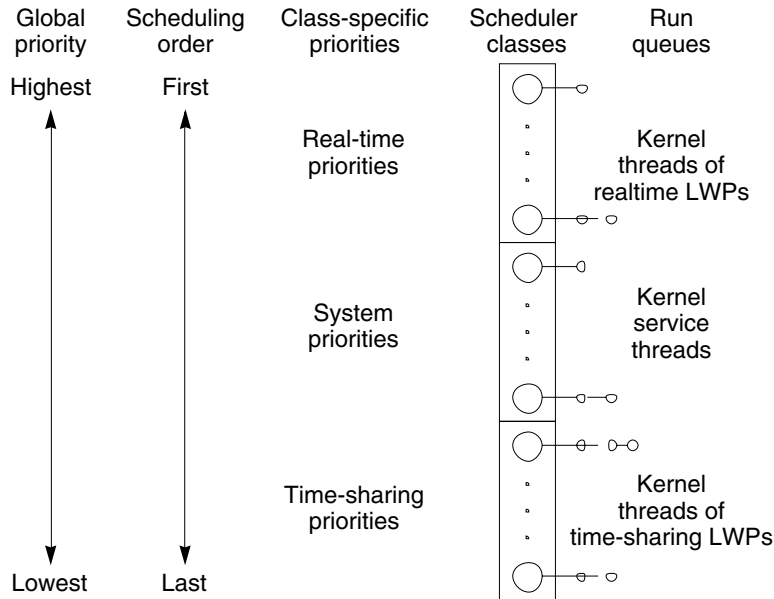 Global
priority
Scheduling
order
Class-specific
priorities
Scheduler
classes
Run
queues
Highest
First
Real-time
priorities
Kernel
threads of
realtime LWPs
System
priorities
Kernel
service
threads
Time-sharing
priorities
Kernel
threads of
time-sharing LWPs
Lowest
Last